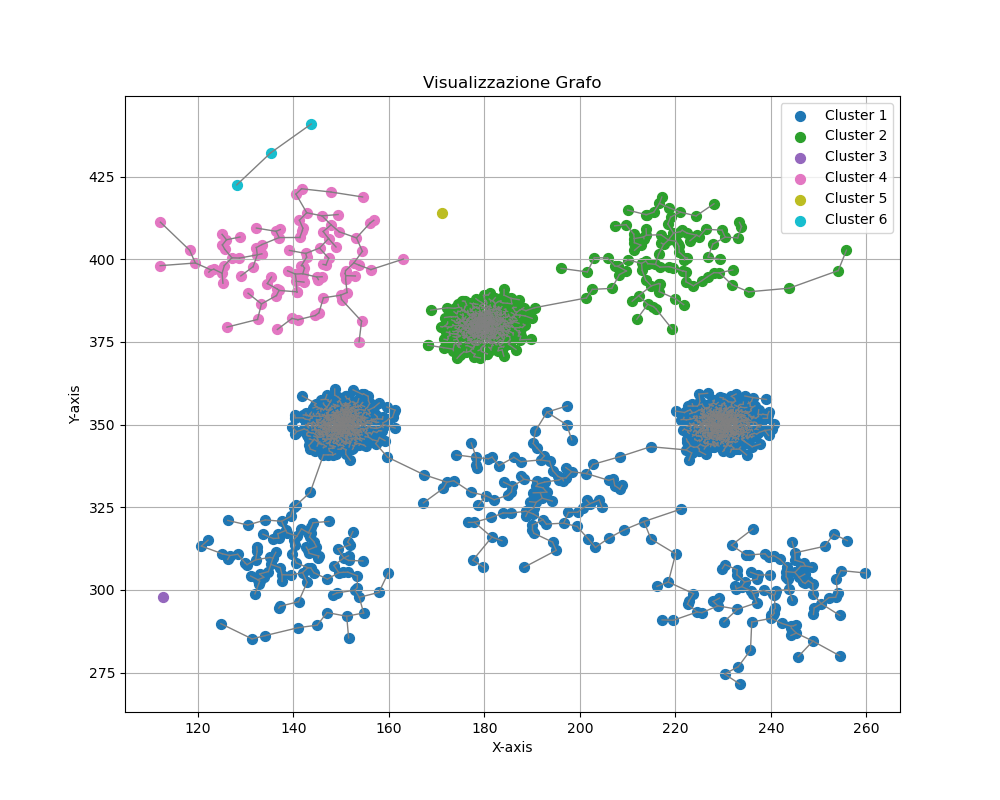 Visualizzazione Grafo
Cluster 1
Cluster 2
Cluster 3
Cluster 4
Cluster 5
Cluster 6
425
400
375
350
325
300
275
Y-axis
120 140 160 180 200 220 240 260
X-axis